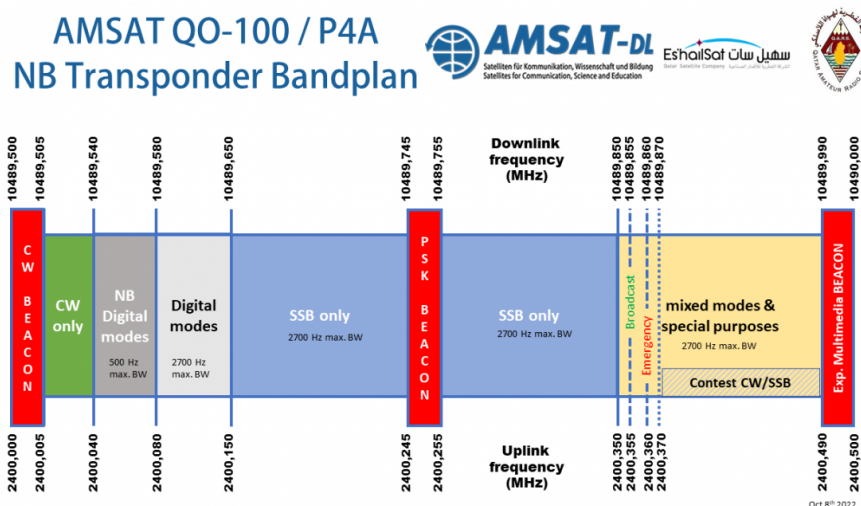 AMSAT QO-100 / P4A
NB Transponder Bandplan
AMSAT-DL
Satelliten für Kommunikation, Wissenschaft und Bildung
Satellites for Communication, Science and Education
Es'hailSat سهيل سات
Qatar Satellite Company
Downlink
frequency
(MHz)
10489,500
10489,505
10489,540
10489,580
10489,650
10489,745
10489,755
10489,850
10489,855
10489,860
10489,870
10489,990
10490,000
CW BEACON
CW
only
NB
Digital
modes
500 Hz
max. BW
Digital
modes
2700 Hz
max. BW
SSB only
2700 Hz max. BW
PSK BEACON
SSB only
2700 Hz max. BW
Broadcast
Emergency
mixed modes &
special purposes
2700 Hz max. BW
Contest CW/SSB
Exp. Multimedia BEACON
2400,000
2400,005
2400,040
2400,080
2400,150
2400,245
2400,255
2400,350
2400,355
2400,360
2400,370
2400,490
2400,500
Uplink
frequency
(MHz)
Oct 8th 2022